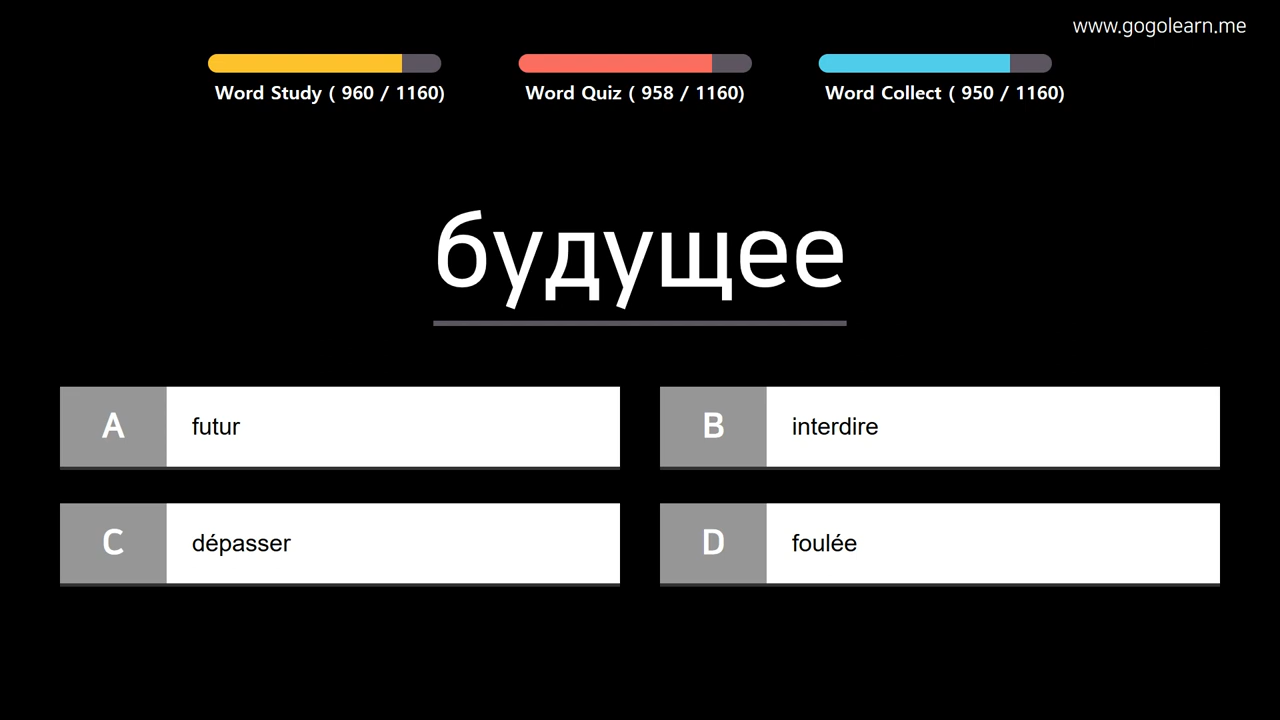 www.gogolearn.me
Word Study ( 960 / 1160)
Word Quiz ( 958 / 1160)
Word Collect ( 950 / 1160)
будущее
A futur
B interdire
C dépasser
D foulée